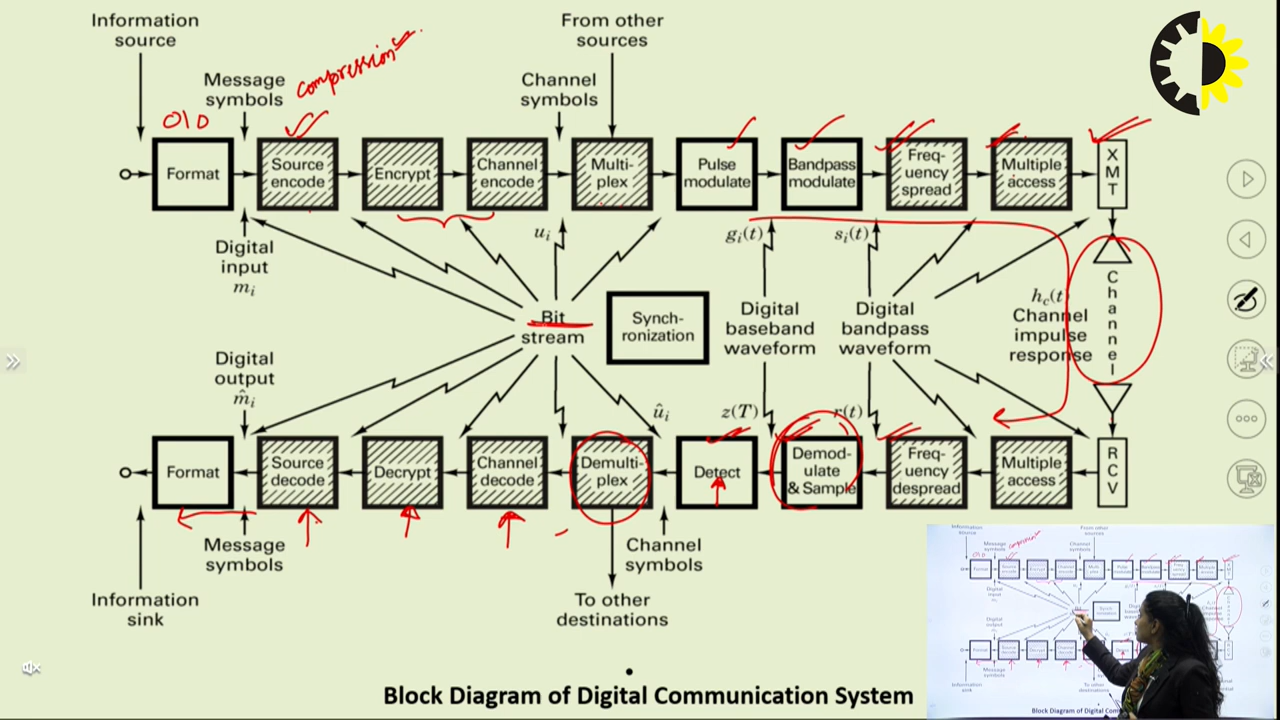 Information
source
From other
sources
Message
symbols
compression
Channel
symbols
010
Format
Source
encode
Encrypt
Channel
encode
Multi-
plex
Pulse
modulate
Bandpass
modulate
Freq-
uency
spread
Multiple
access
X
M
T
Digital
input
mi
ui
gi(t)
si(t)
Bit
stream
Synch-
ronization
Digital
baseband
waveform
Digital
bandpass
waveform
hc(t)
Channel
impulse
response
C
h
a
n
n
e
l
Digital
output
m̂i
ûi
z(T)
r(t)
Format
Source
decode
Decrypt
Channel
decode
Demulti-
plex
Detect
Demod-
ulate
& Sample
Freq-
uency
despread
Multiple
access
R
C
V
Message
symbols
Channel
symbols
Information
sink
To other
destinations
Block Diagram of Digital Communication System